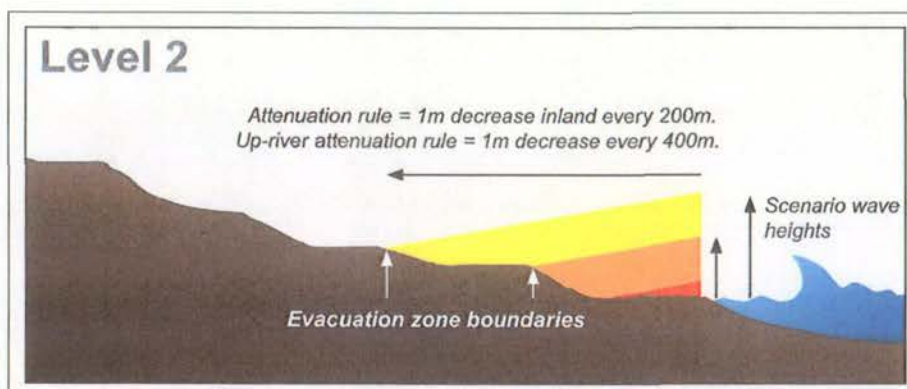 Level 2
Attenuation rule = 1m decrease inland every 200m.
Up-river attenuation rule = 1m decrease every 400m.
Scenario wave
heights
Evacuation zone boundaries